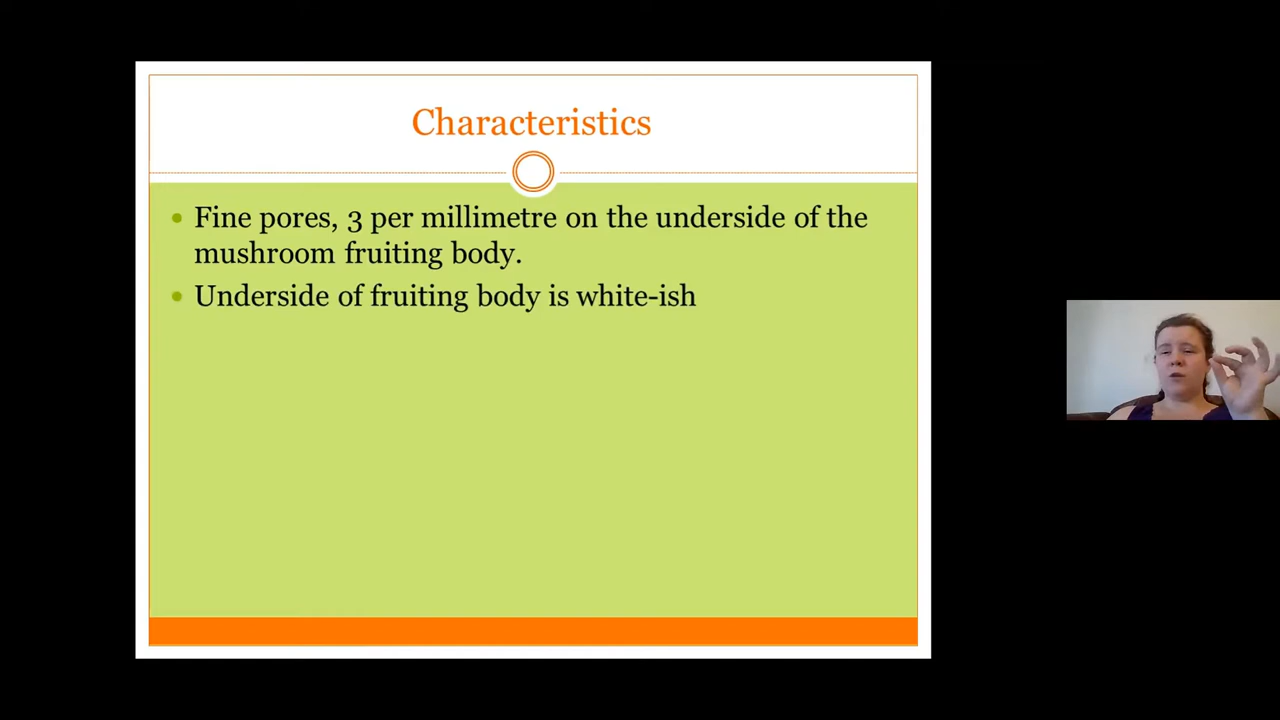 Characteristics
Fine pores, 3 per millimetre on the underside of the
mushroom fruiting body.
Underside of fruiting body is white-ish